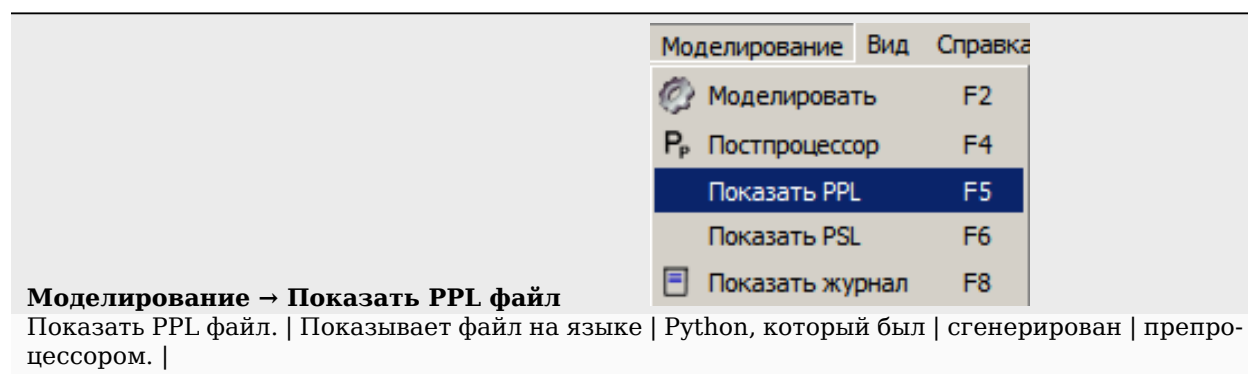 Моделирование Вид Справка
Моделировать F2
Pp Постпроцессор F4
Показать PPL F5
Показать PSL F6
Показать журнал F8
Моделирование → Показать PPL файл
Показать PPL файл. | Показывает файл на языке | Python, который был | сгенерирован | препро-
цессором. |